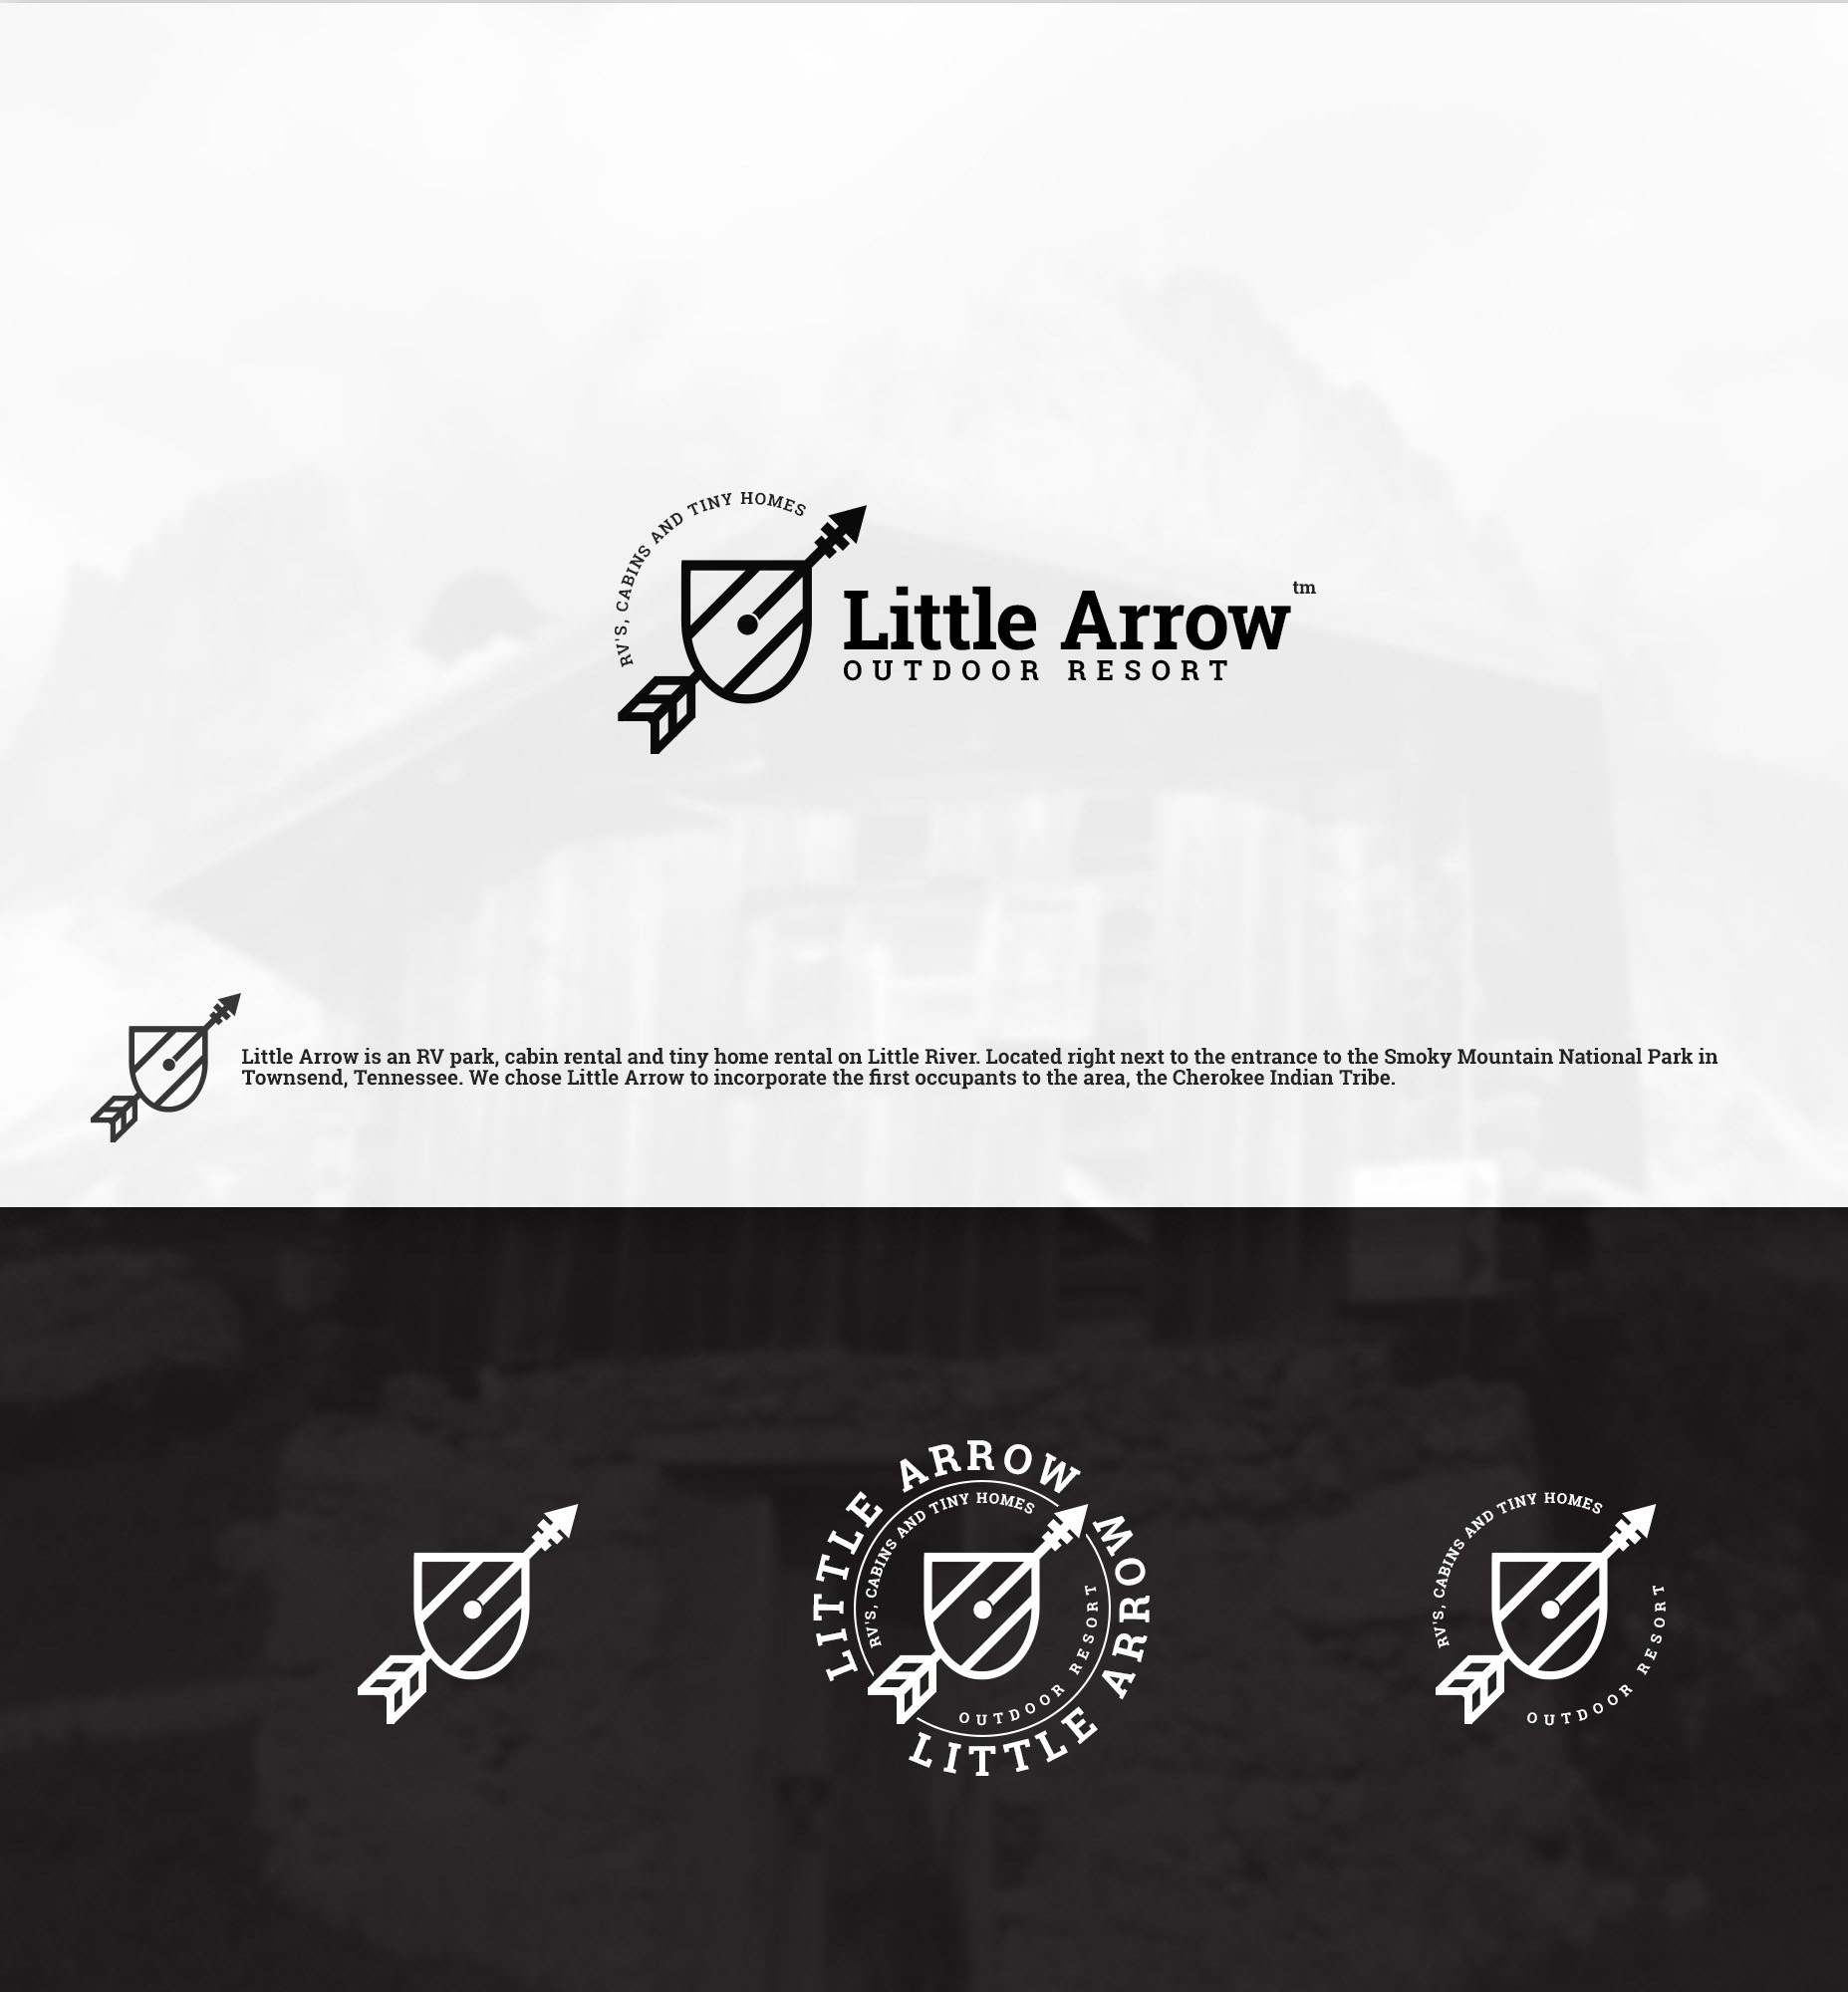 RV'S, CABINS AND TINY HOMES
Little Arrow tm
OUTDOOR RESORT
Little Arrow is an RV park, cabin rental and tiny home rental on Little River. Located right next to the entrance to the Smoky Mountain National Park in
Townsend, Tennessee. We chose Little Arrow to incorporate the first occupants to the area, the Cherokee Indian Tribe.
LITTLE ARROW
RV'S, CABINS AND TINY HOMES
OUTDOOR RESORT
LITTLE ARROW
RV'S, CABINS AND TINY HOMES
OUTDOOR RESORT